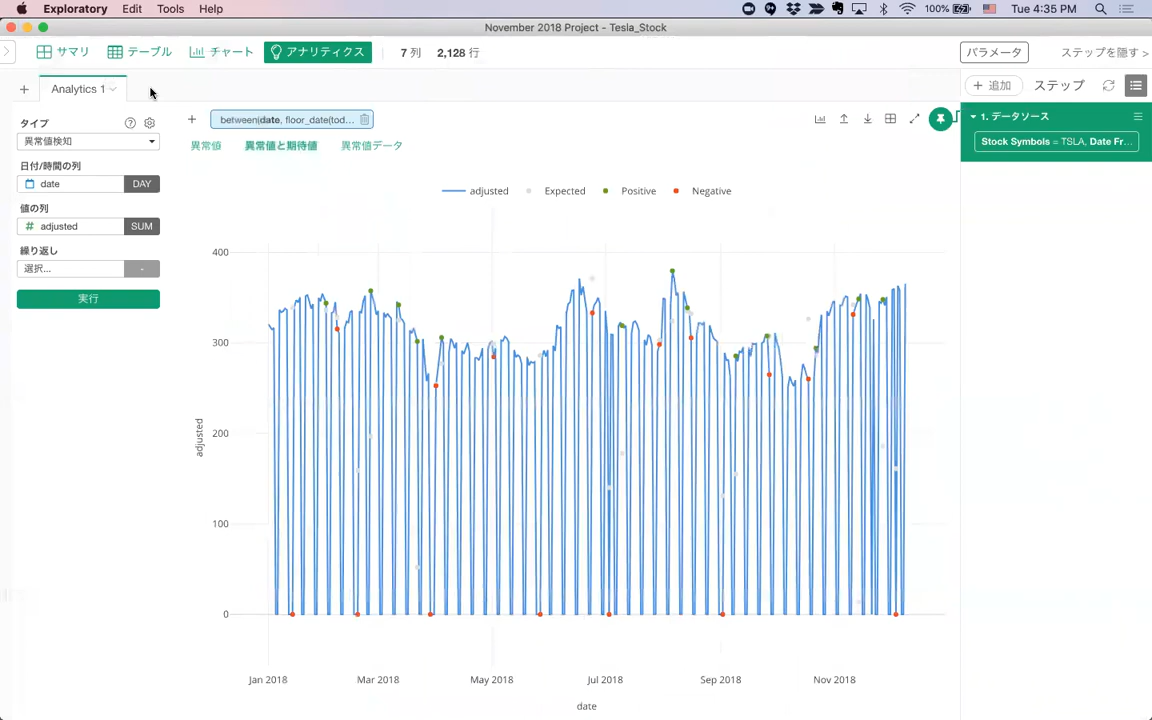 Exploratory Edit Tools Help 100% Tue 4:35 PM
November 2018 Project - Tesla_Stock
サマリ テーブル チャート アナリティクス 7 列 2,128 行 パラメータ ステップを隠す >
+ Analytics 1 + 追加 ステップ
タイプ ? + between(date, floor_date(tod... 1. データソース
異常値検知 異常値 異常値と期待値 異常値データ Stock Symbols = TSLA, Date Fr...
日付/時間の列
date DAY
値の列
# adjusted SUM
繰り返し
選択... -
実行
adjusted Expected Positive Negative
400
300
200
100
0
adjusted
Jan 2018 Mar 2018 May 2018 Jul 2018 Sep 2018 Nov 2018
date